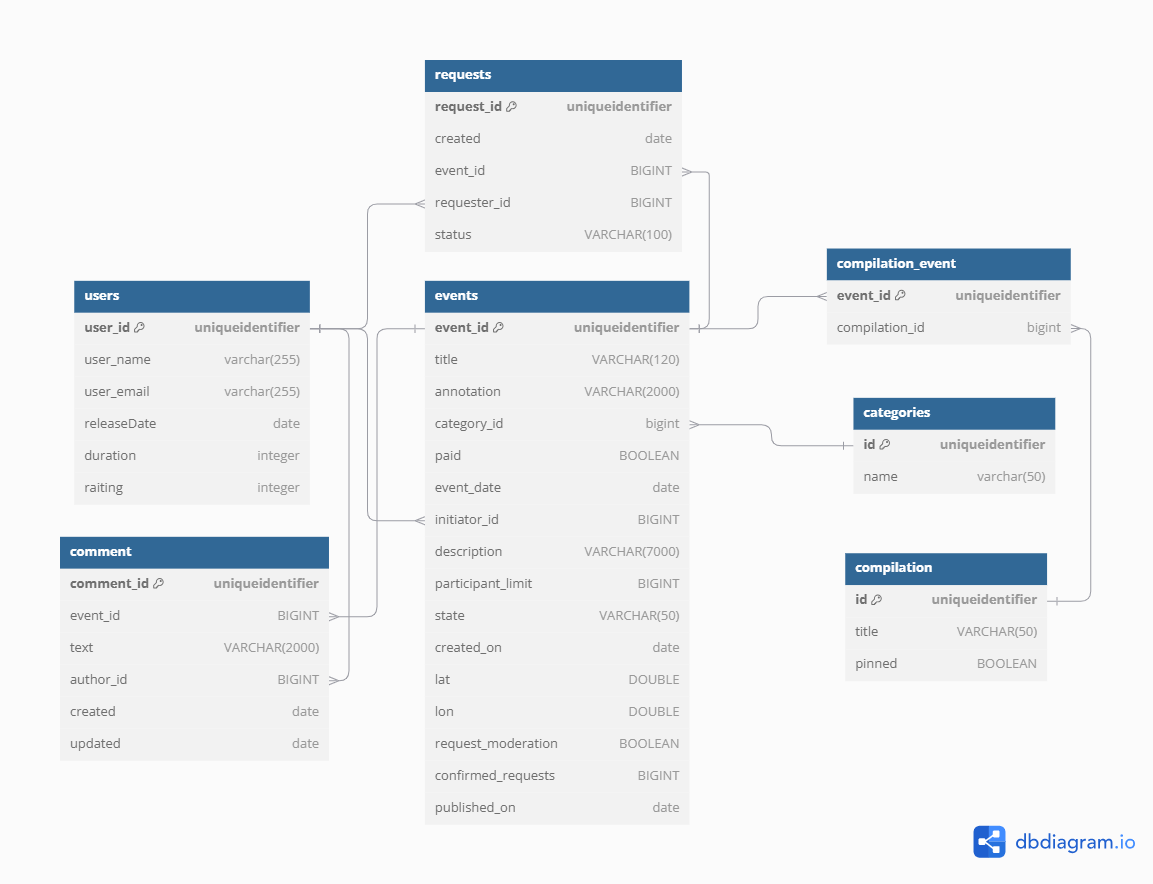 requests
request_id uniqueidentifier
created date
event_id BIGINT
requester_id BIGINT
status VARCHAR(100)
users
user_id uniqueidentifier
user_name varchar(255)
user_email varchar(255)
releaseDate date
duration integer
raiting integer
events
event_id uniqueidentifier
title VARCHAR(120)
annotation VARCHAR(2000)
category_id bigint
paid BOOLEAN
event_date date
initiator_id BIGINT
description VARCHAR(7000)
participant_limit BIGINT
state VARCHAR(50)
created_on date
lat DOUBLE
lon DOUBLE
request_moderation BOOLEAN
confirmed_requests BIGINT
published_on date
compilation_event
event_id uniqueidentifier
compilation_id bigint
categories
id uniqueidentifier
name varchar(50)
compilation
id uniqueidentifier
title VARCHAR(50)
pinned BOOLEAN
comment
comment_id uniqueidentifier
event_id BIGINT
text VARCHAR(2000)
author_id BIGINT
created date
updated date
dbdiagram.io